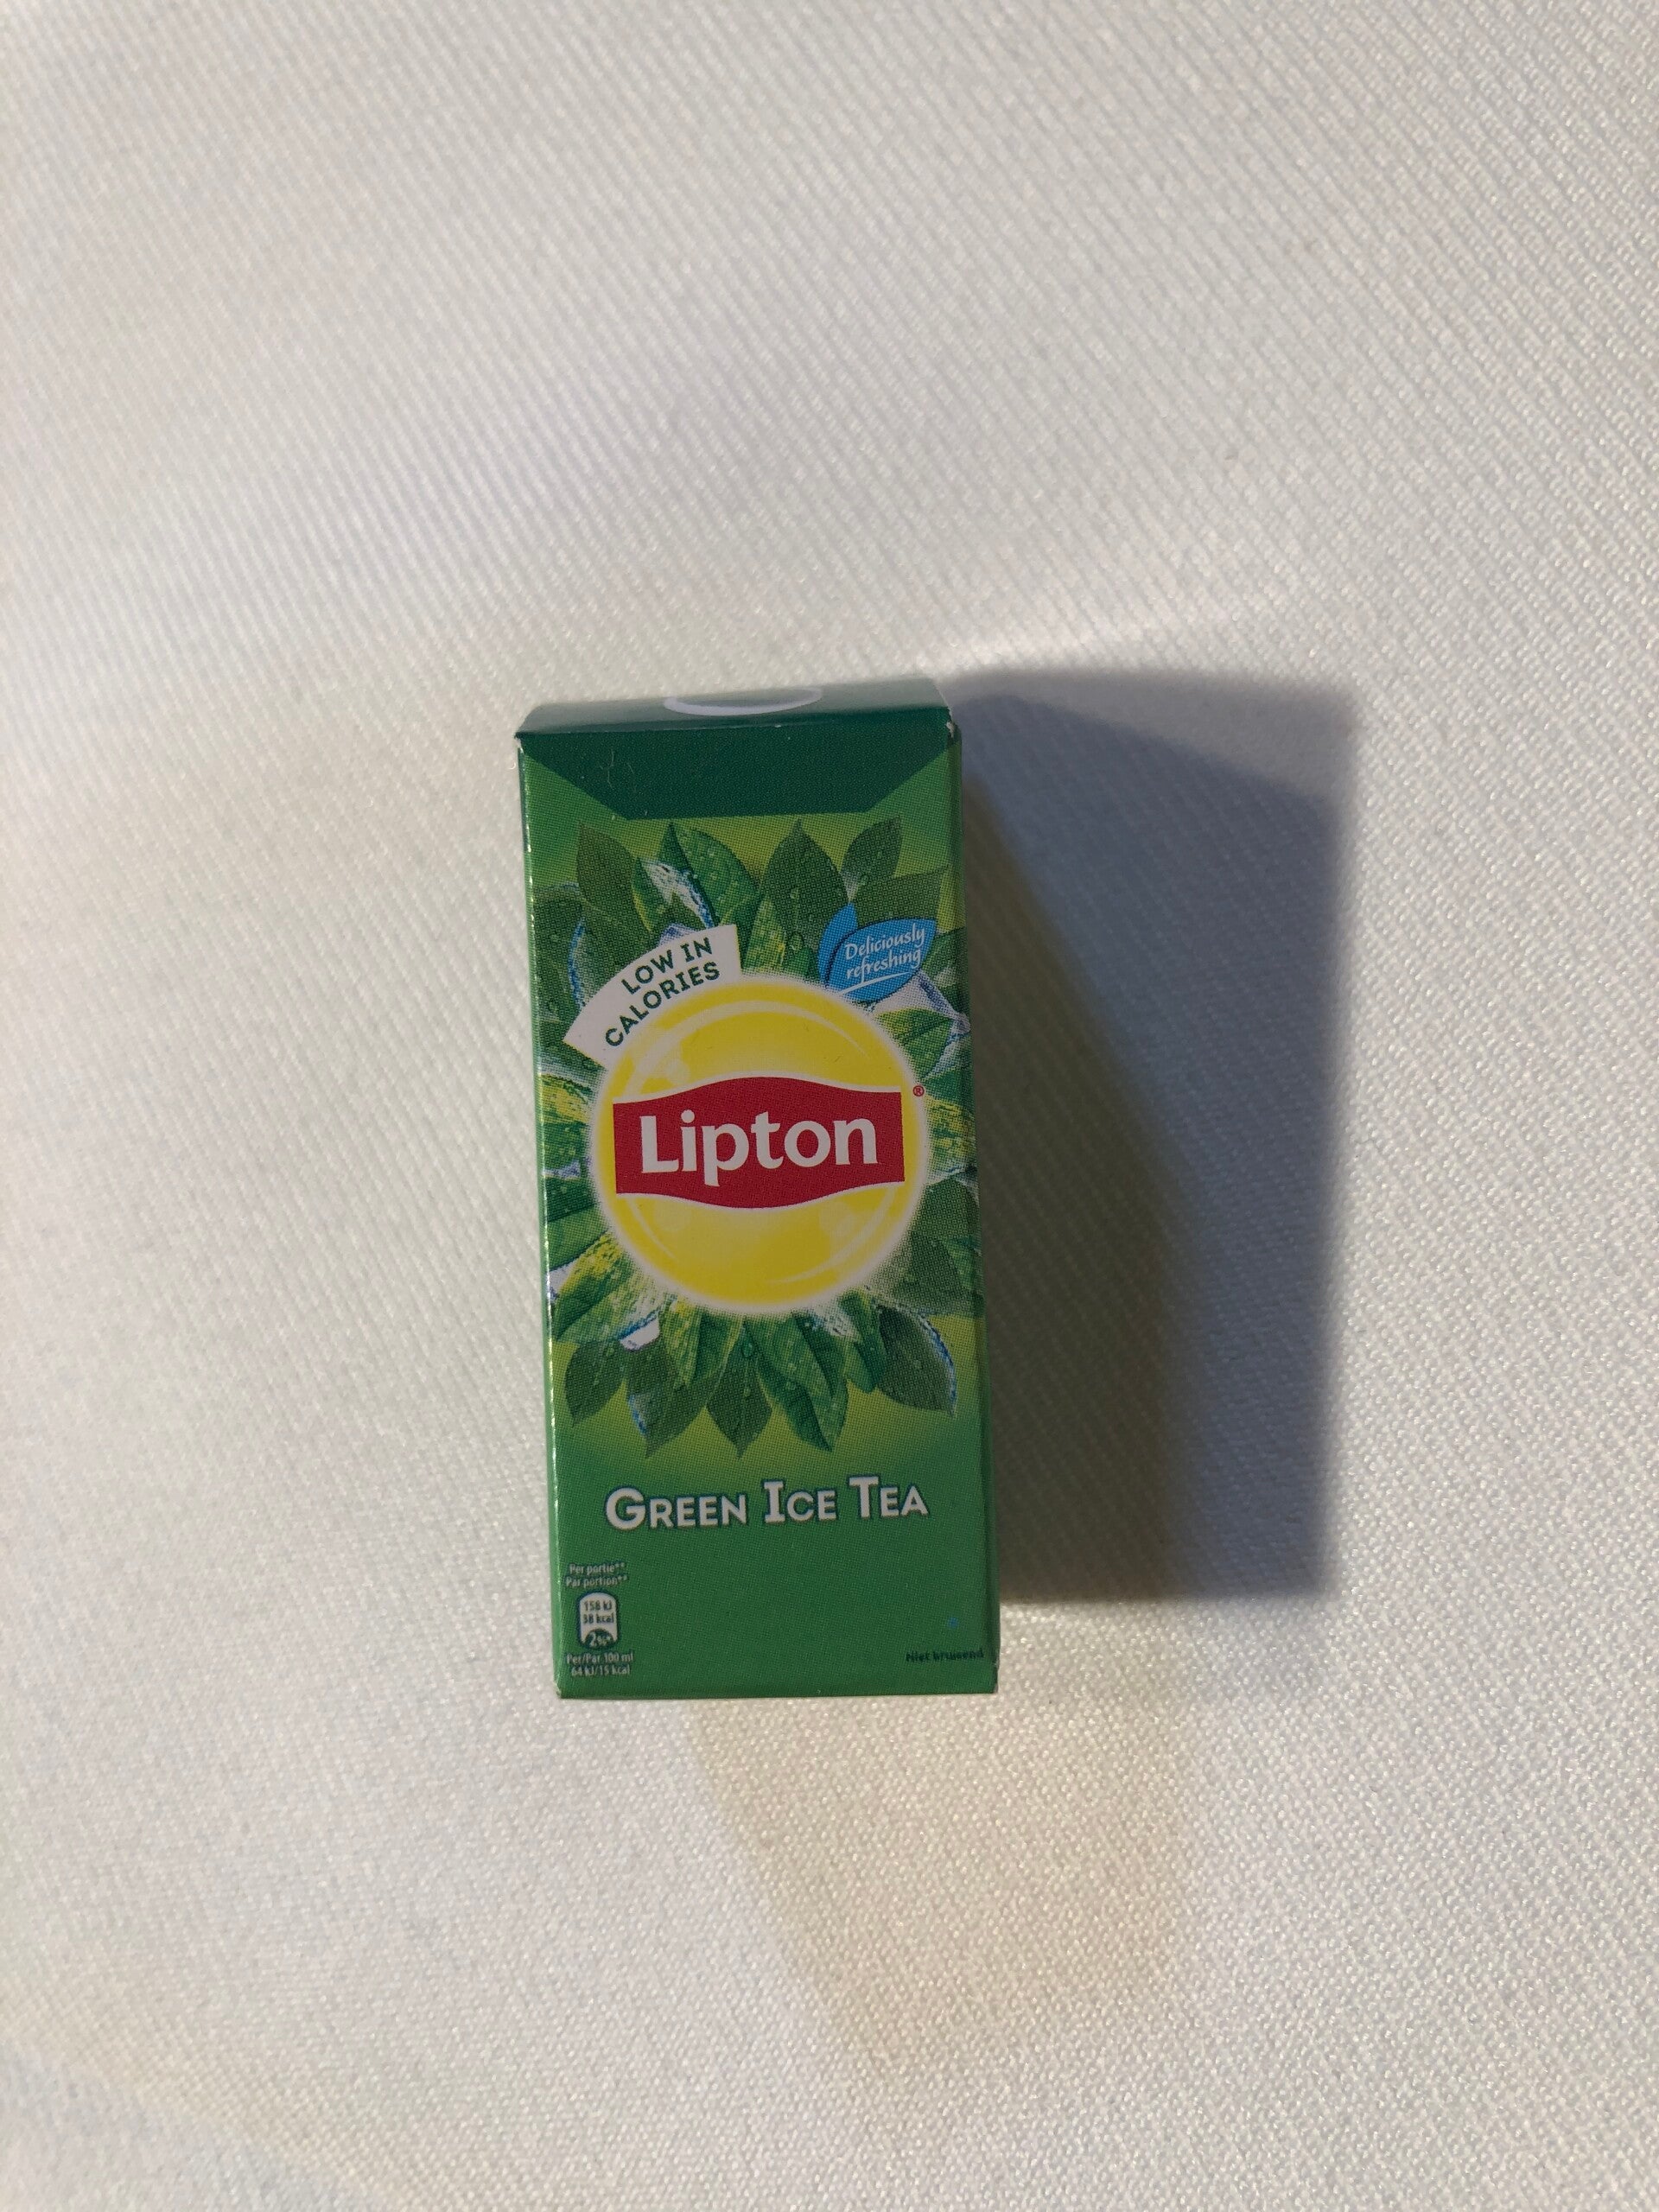 LOW IN
CALORIES
Deliciously
refreshing
Lipton®
GREEN ICE TEA
Per portie**
Par portion**
158 kJ
38 kcal
2%*
Per/Par 100 ml
64 kJ/15 kcal
Niet bruisend